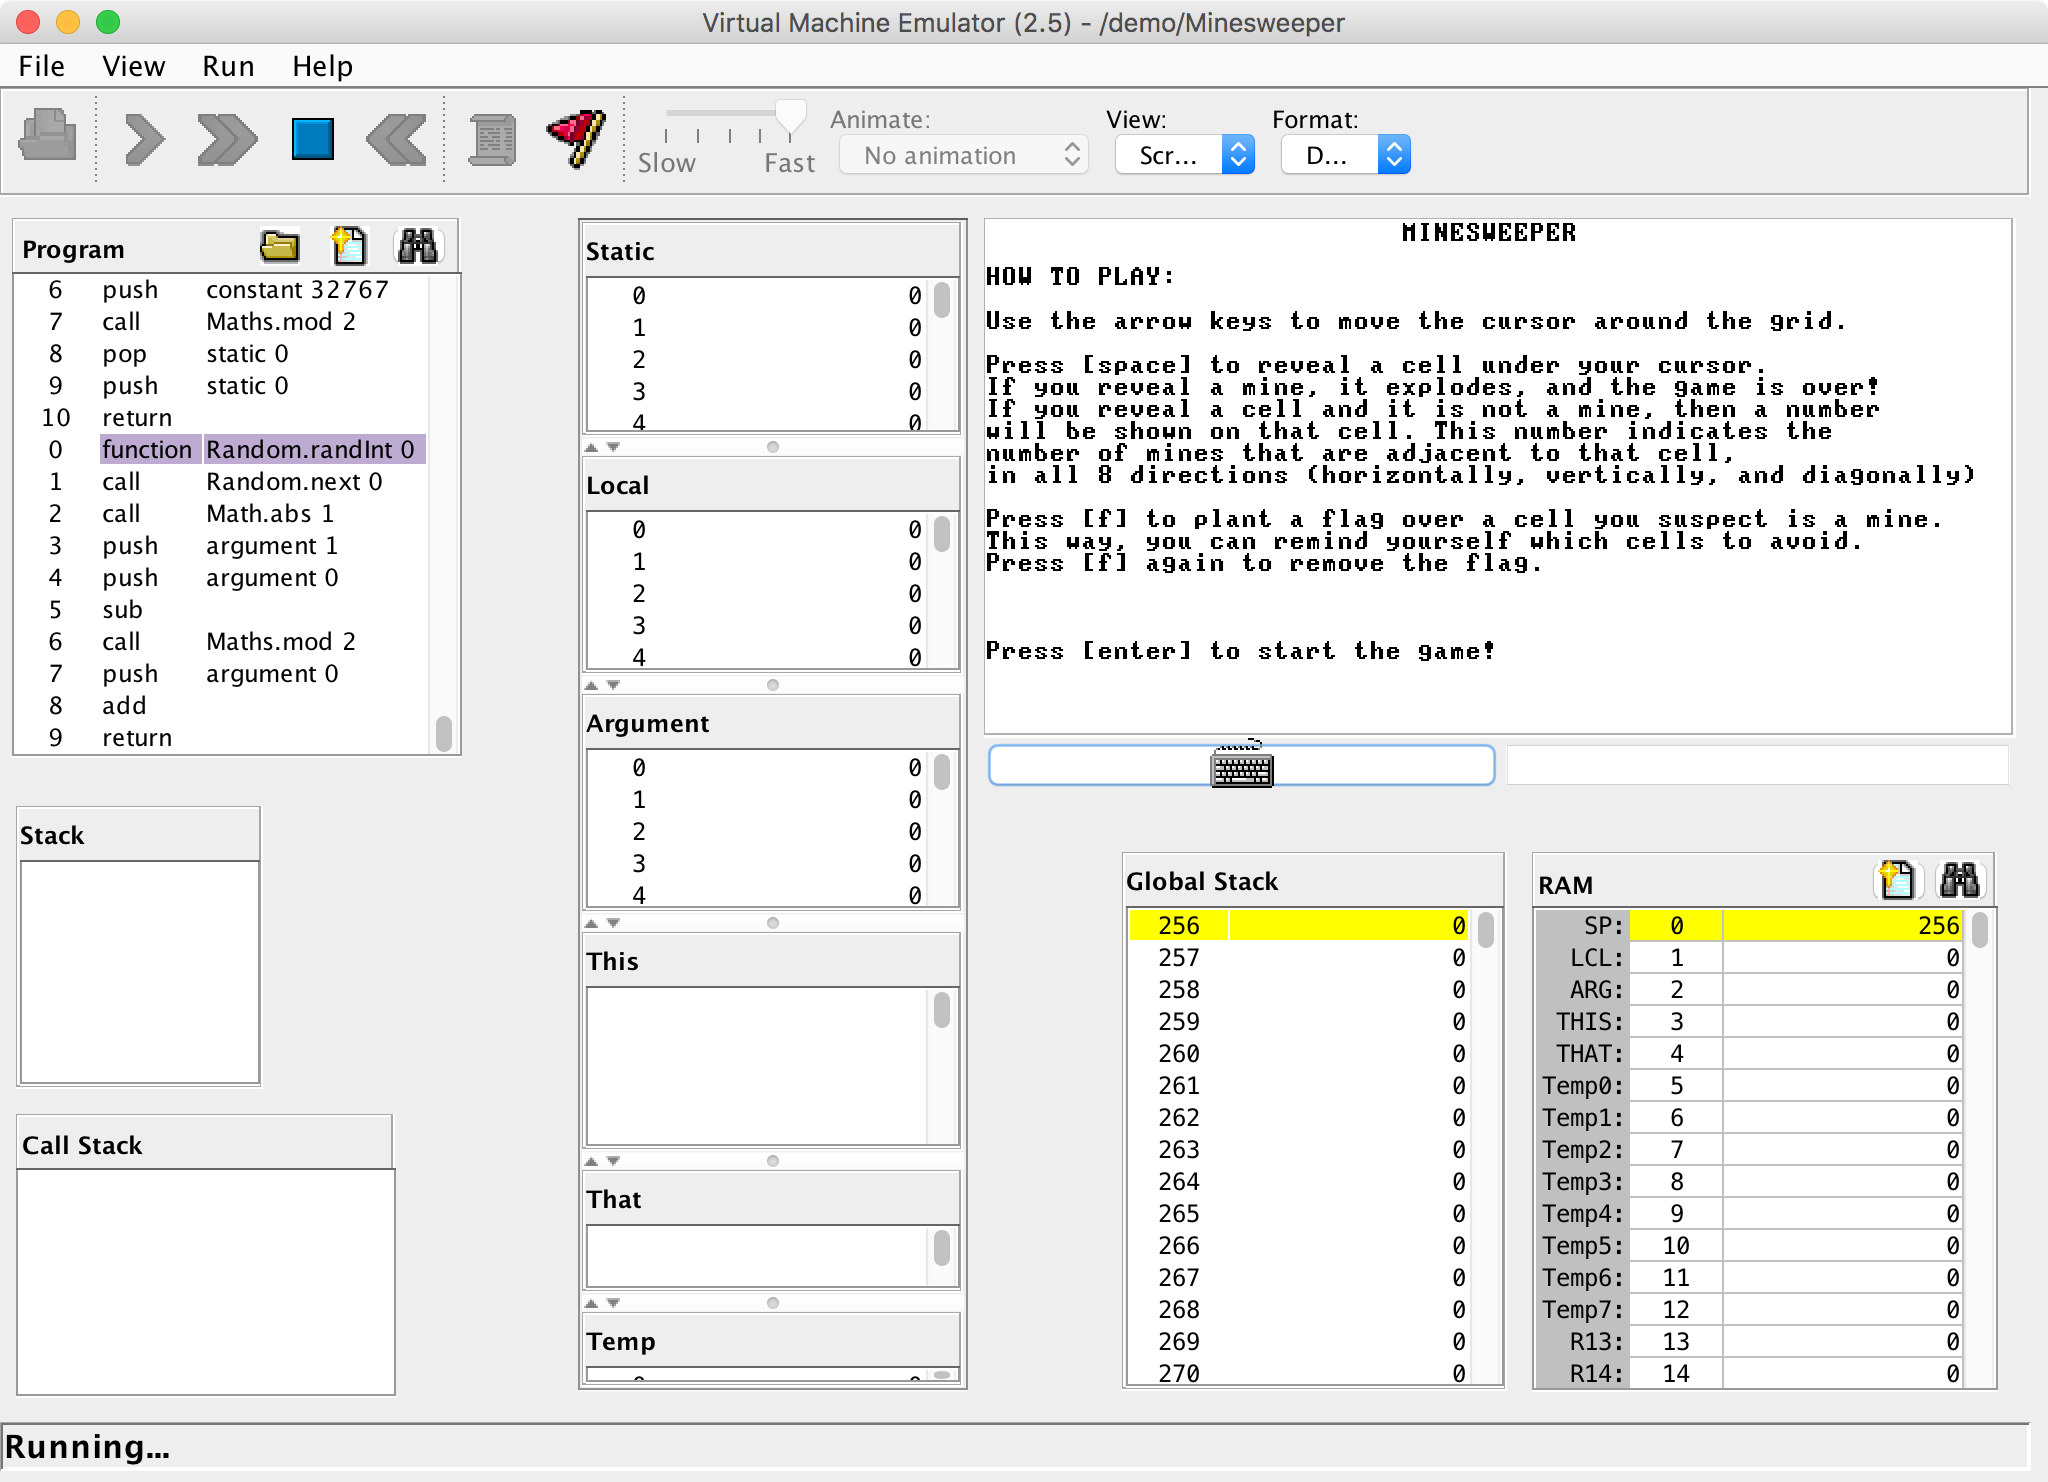 Virtual Machine Emulator (2.5) - /demo/Minesweeper
File View Run Help
Slow Fast
Animate:
No animation
View:
Scr...
Format:
D...
Program
6 push constant 32767
7 call Maths.mod 2
8 pop static 0
9 push static 0
10 return
0 function Random.randInt 0
1 call Random.next 0
2 call Math.abs 1
3 push argument 1
4 push argument 0
5 sub
6 call Maths.mod 2
7 push argument 0
8 add
9 return
Stack
Call Stack
Static
0 0
1 0
2 0
3 0
4 0
Local
0 0
1 0
2 0
3 0
4 0
Argument
0 0
1 0
2 0
3 0
4 0
This
That
Temp
MINESWEEPER
HOW TO PLAY:
Use the arrow keys to move the cursor around the grid.
Press [space] to reveal a cell under your cursor.
If you reveal a mine, it explodes, and the game is over!
If you reveal a cell and it is not a mine, then a number
will be shown on that cell. This number indicates the
number of mines that are adjacent to that cell,
in all 8 directions (horizontally, vertically, and diagonally)
Press [f] to plant a flag over a cell you suspect is a mine.
This way, you can remind yourself which cells to avoid.
Press [f] again to remove the flag.
Press [enter] to start the game!
Global Stack
256 0
257 0
258 0
259 0
260 0
261 0
262 0
263 0
264 0
265 0
266 0
267 0
268 0
269 0
270 0
RAM
SP: 0 256
LCL: 1 0
ARG: 2 0
THIS: 3 0
THAT: 4 0
Temp0: 5 0
Temp1: 6 0
Temp2: 7 0
Temp3: 8 0
Temp4: 9 0
Temp5: 10 0
Temp6: 11 0
Temp7: 12 0
R13: 13 0
R14: 14 0
Running...